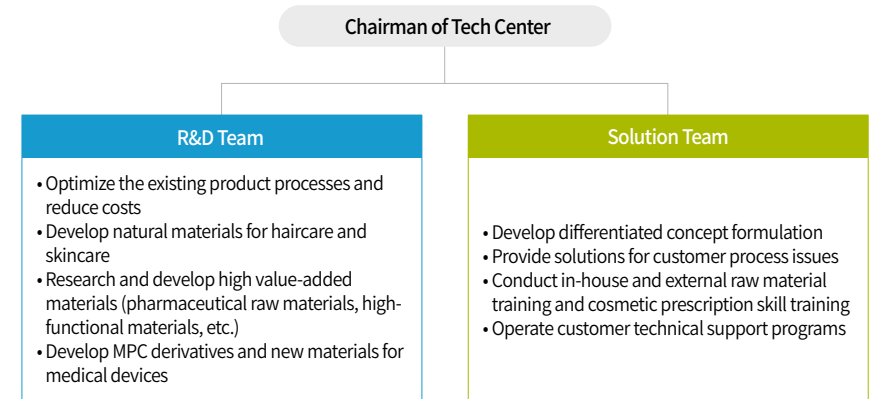 Chairman of Tech Center
R&D Team
• Optimize the existing product processes and
reduce costs
• Develop natural materials for haircare and
skincare
• Research and develop high value-added
materials (pharmaceutical raw materials, high-
functional materials, etc.)
• Develop MPC derivatives and new materials for
medical devices
Solution Team
• Develop differentiated concept formulation
• Provide solutions for customer process issues
• Conduct in-house and external raw material
training and cosmetic prescription skill training
• Operate customer technical support programs